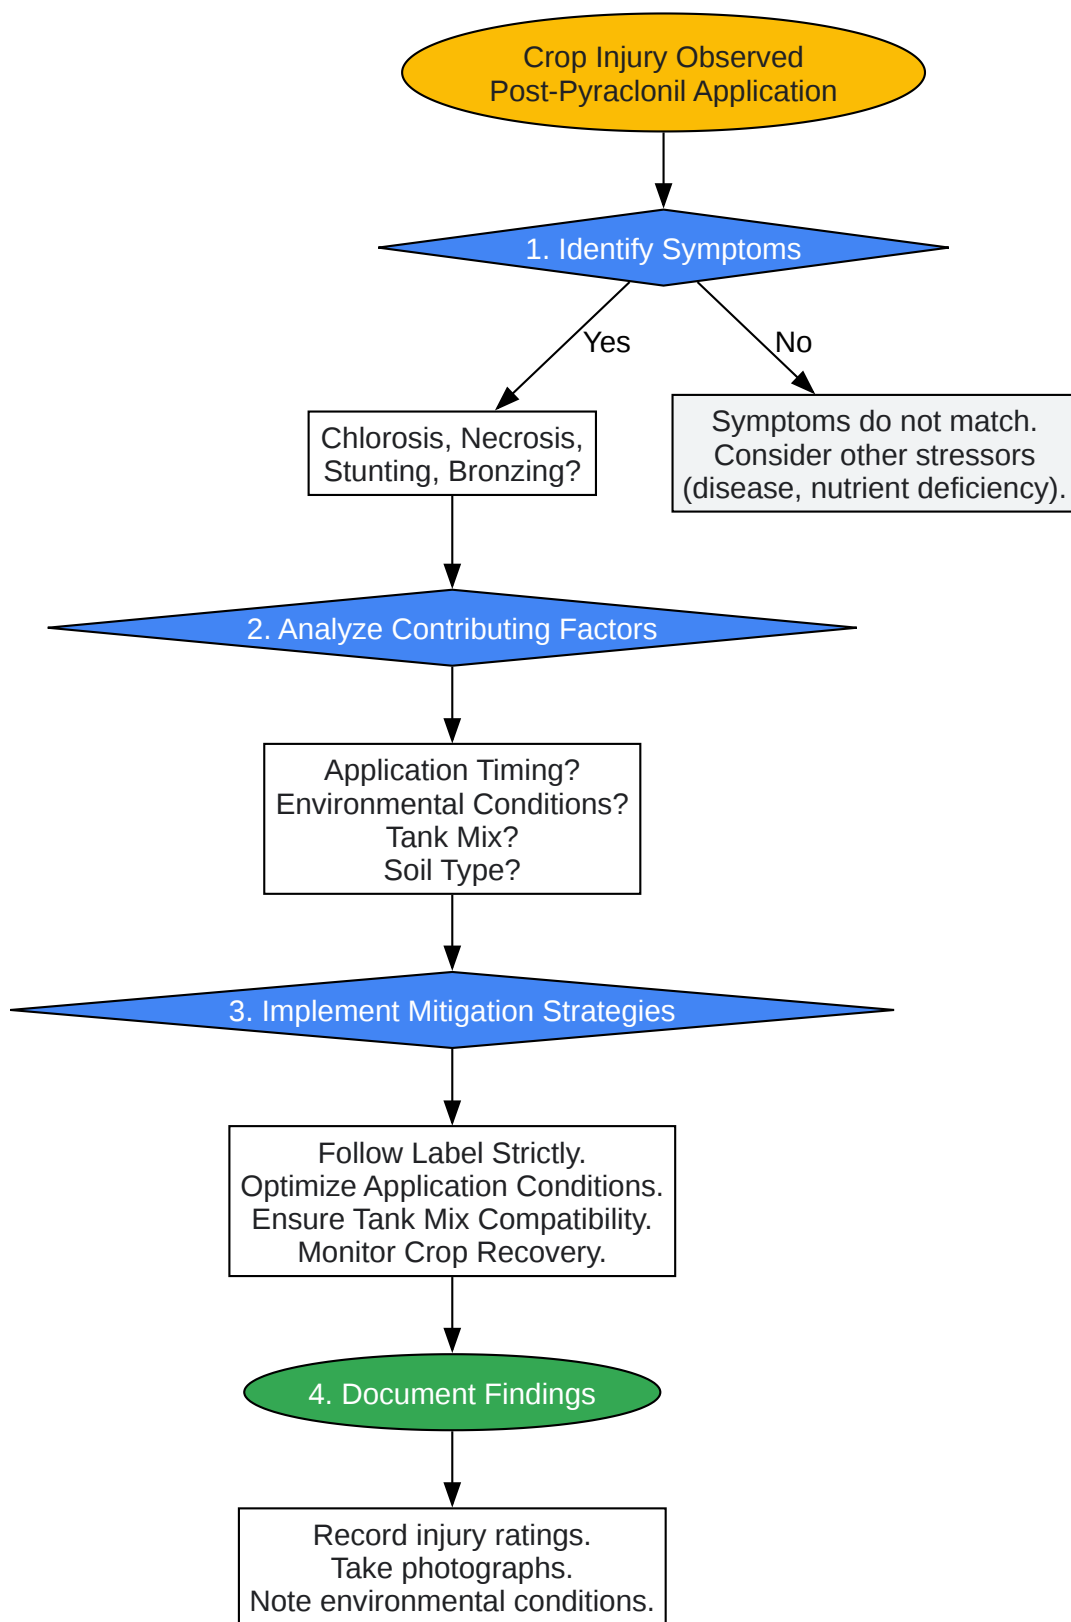 Crop Injury Observed
Post-Pyraclonil Application
1. Identify Symptoms
Yes
No
Chlorosis, Necrosis,
Stunting, Bronzing?
Symptoms do not match.
Consider other stressors
(disease, nutrient deficiency).
2. Analyze Contributing Factors
Application Timing?
Environmental Conditions?
Tank Mix?
Soil Type?
3. Implement Mitigation Strategies
Follow Label Strictly.
Optimize Application Conditions.
Ensure Tank Mix Compatibility.
Monitor Crop Recovery.
4. Document Findings
Record injury ratings.
Take photographs.
Note environmental conditions.